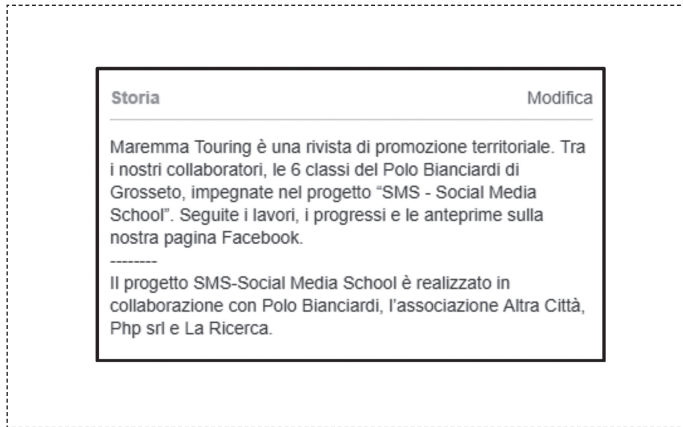 Storia
Modifica
Maremma Touring è una rivista di promozione territoriale. Tra
i nostri collaboratori, le 6 classi del Polo Bianciardi di
Grosseto, impegnate nel progetto “SMS - Social Media
School”. Seguite i lavori, i progressi e le anteprime sulla
nostra pagina Facebook.
--------
Il progetto SMS-Social Media School è realizzato in
collaborazione con Polo Bianciardi, l’associazione Altra Città,
Php srl e La Ricerca.